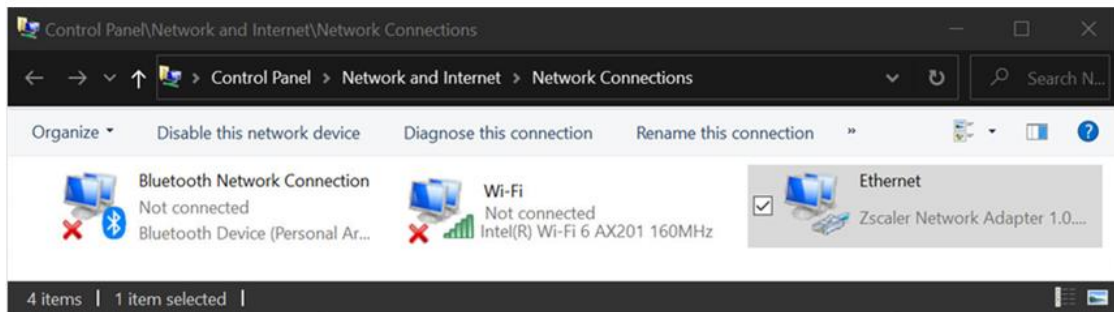 Control Panel\Network and Internet\Network Connections
Control Panel > Network and Internet > Network Connections
Search N...
Organize
Disable this network device
Diagnose this connection
Rename this connection
»
Bluetooth Network Connection
Not connected
Bluetooth Device (Personal Ar...
Wi-Fi
Not connected
Intel(R) Wi-Fi 6 AX201 160MHz
Ethernet
Zscaler Network Adapter 1.0....
4 items | 1 item selected |